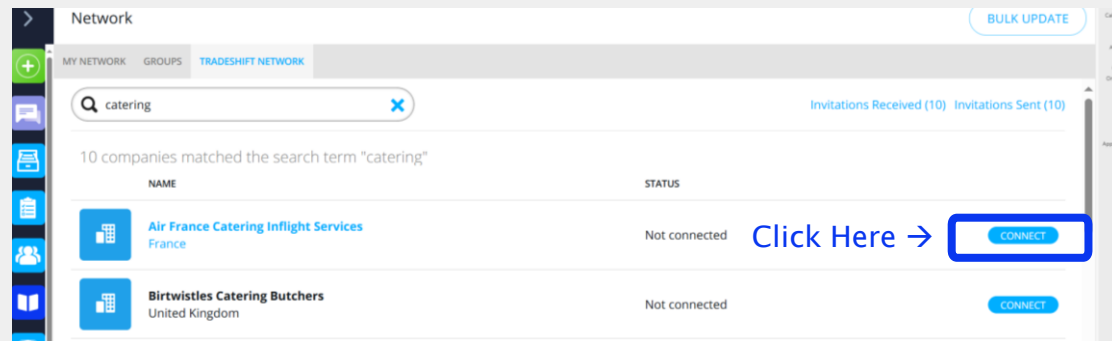 Network
BULK UPDATE
MY NETWORK GROUPS TRADESHIFT NETWORK
catering
Invitations Received (10) Invitations Sent (10)
10 companies matched the search term "catering"
NAME STATUS
Air France Catering Inflight Services
France
Not connected
Click Here →
CONNECT
Birtwistles Catering Butchers
United Kingdom
Not connected
CONNECT